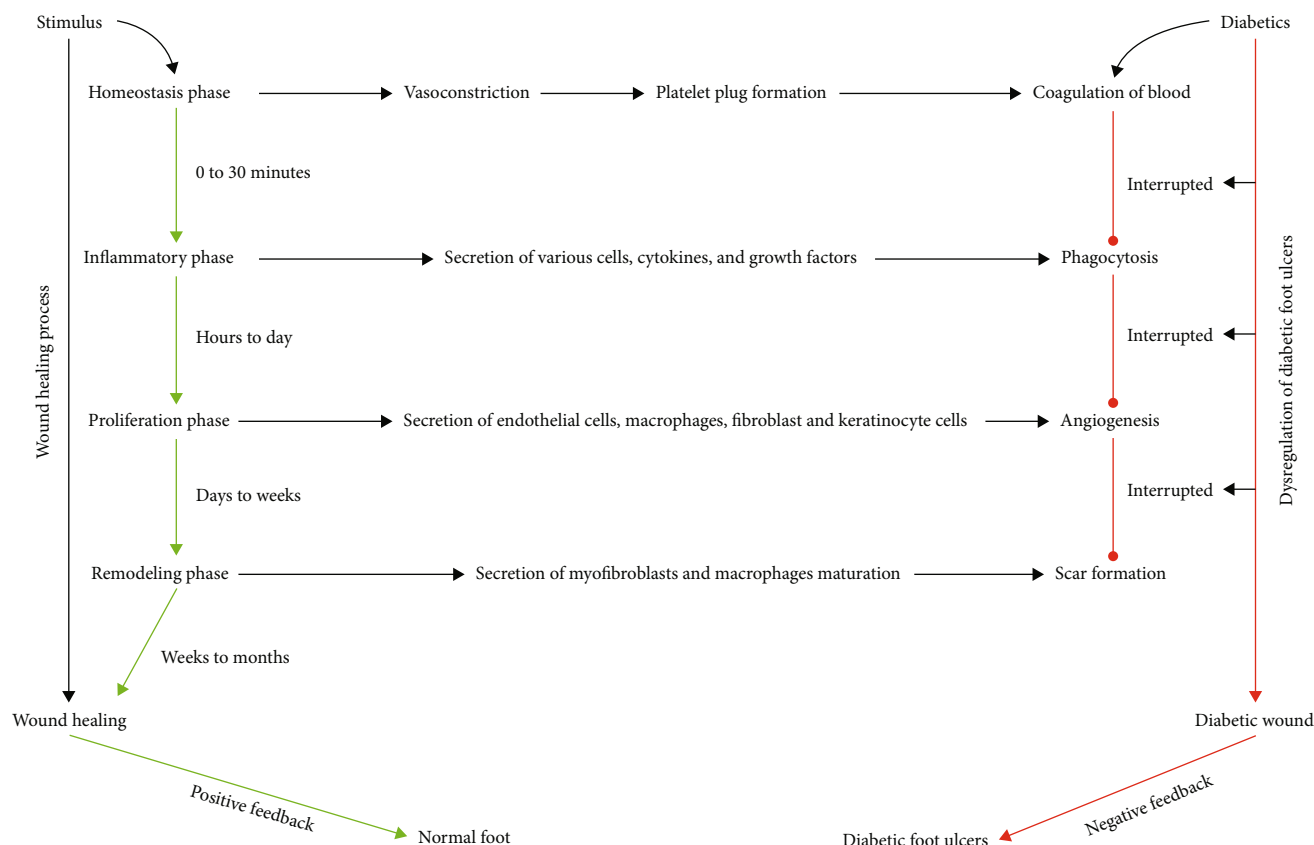 Stimulus
Diabetics
Homeostasis phase
Vasoconstriction
Platelet plug formation
Coagulation of blood
0 to 30 minutes
Interrupted
Inflammatory phase
Secretion of various cells, cytokines, and growth factors
Phagocytosis
Wound healing process
Dysregulation of diabetic foot ulcers
Hours to day
Interrupted
Proliferation phase
Secretion of endothelial cells, macrophages, fibroblast and keratinocyte cells
Angiogenesis
Days to weeks
Interrupted
Remodeling phase
Secretion of myofibroblasts and macrophages maturation
Scar formation
Weeks to months
Wound healing
Diabetic wound
Positive feedback
Negative feedback
Normal foot
Diabetic foot ulcers